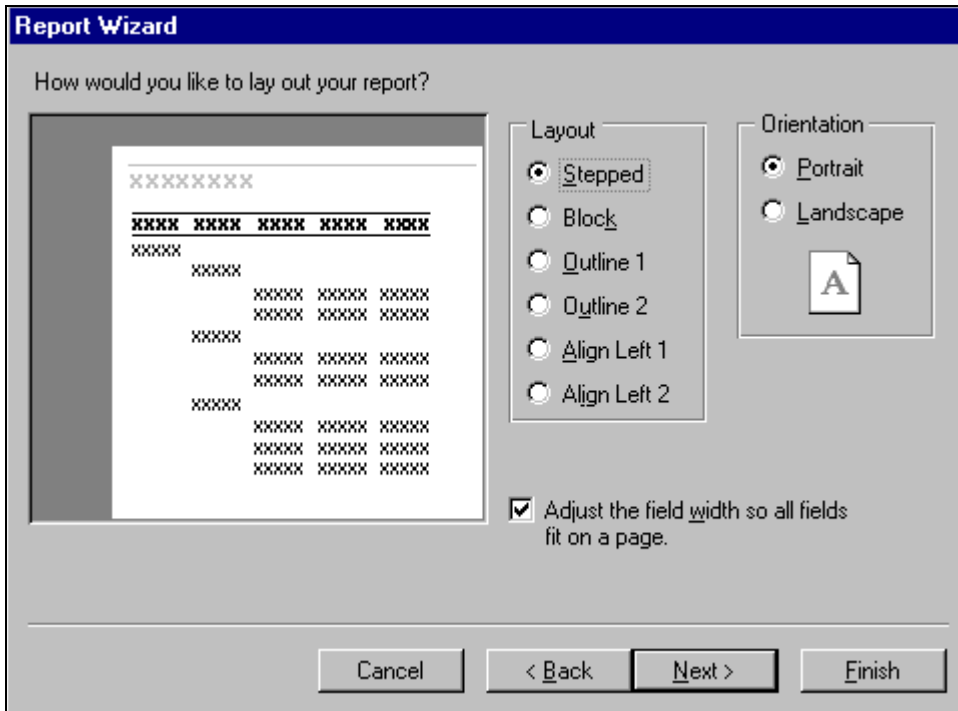 Report Wizard
How would you like to lay out your report?
XXXXXXXX
XXXX XXXX XXXX XXXX XXXX
XXXXX
XXXXX
XXXXX XXXXX XXXXX
XXXXX XXXXX XXXXX
XXXXX
XXXXX XXXXX XXXXX
XXXXX XXXXX XXXXX
XXXXX
XXXXX XXXXX XXXXX
XXXXX XXXXX XXXXX
XXXXX XXXXX XXXXX
Layout
Stepped
Block
Outline 1
Outline 2
Align Left 1
Align Left 2
Orientation
Portrait
Landscape
A
Adjust the field width so all fields
fit on a page.
Cancel
< Back
Next >
Finish